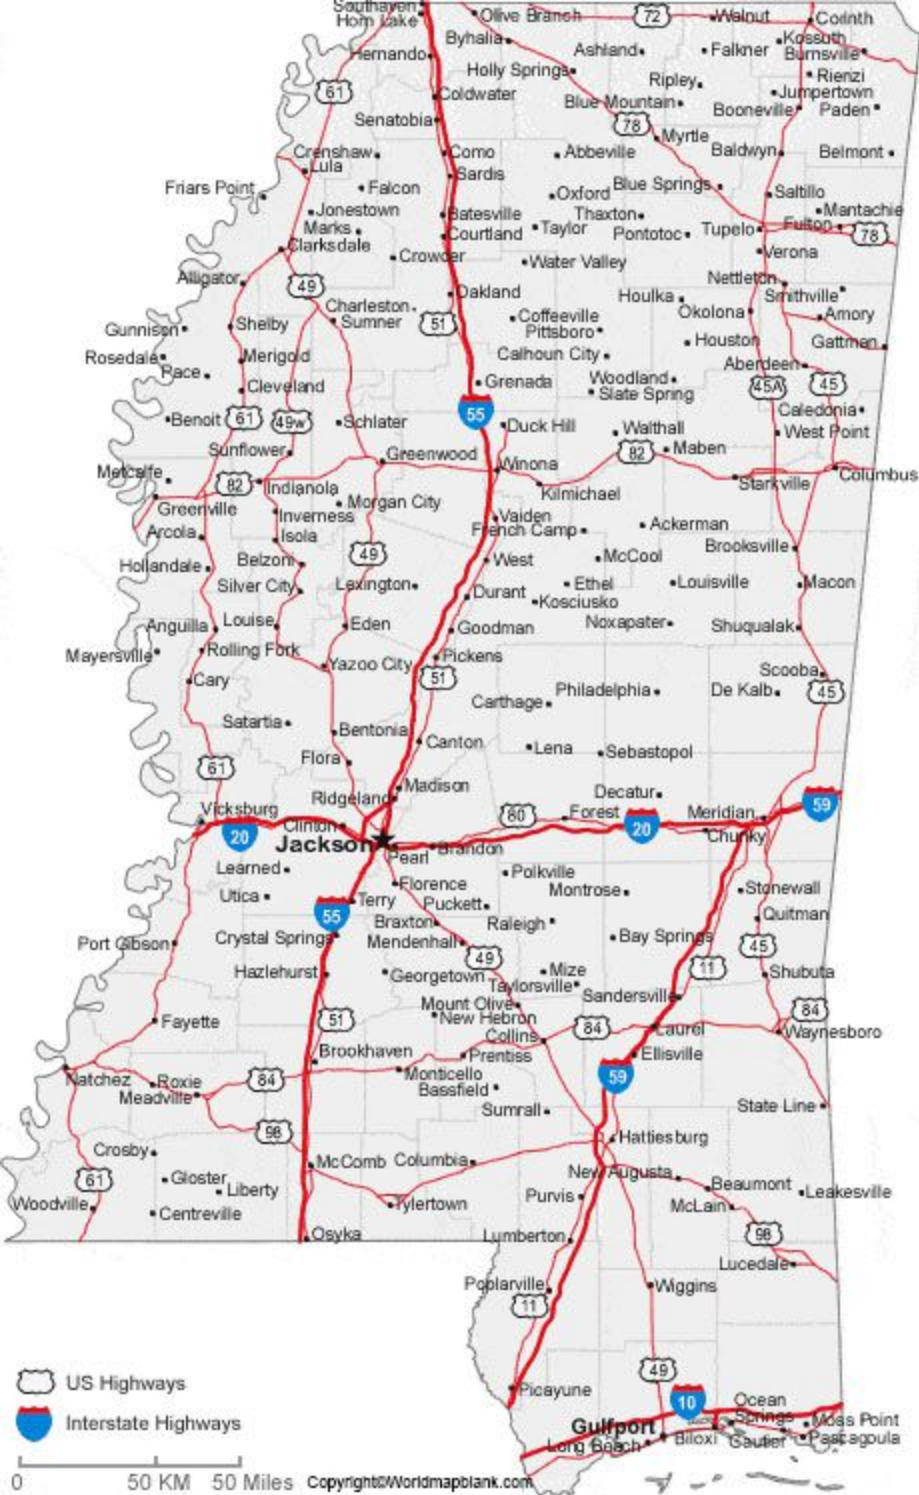 Southaven
Horn Lake
Olive Branch
72
Walnut
Corinth
Hernando
Byhalia
Ashland
Falkner
Kossuth
Burnsville
Holly Springs
Ripley
Rienzi
61
Coldwater
Blue Mountain
Jumpertown
Booneville
Paden
Senatobia
78
Myrtle
Crenshaw
Como
Abbeville
Baldwyn
Belmont
Lula
Sardis
Friars Point
Falcon
Oxford
Blue Springs
Saltillo
Jonestown
Batesville
Thaxton
Mantachie
Marks
Courtland
Taylor
Pontotoc
Tupelo
Fulton
78
Clarksdale
Crowder
Water Valley
Verona
Alligator
49
Oakland
Nettleton
Houlka
Smithville
Charleston
Coffeeville
Okolona
Amory
Gunnison
Shelby
Sumner
51
Pittsboro
Houston
Gattman
Rosedale
Merigold
Calhoun City
Aberdeen
Pace
Cleveland
Grenada
Woodland
45A
45
Slate Spring
55
Caledonia
Benoit
61
49w
Schlater
Duck Hill
Walthall
West Point
Sunflower
Greenwood
82
Maben
Metcalfe
82
Indianola
Winona
Starkville
Columbus
Greenville
Morgan City
Kilmichael
Inverness
Vaiden
Arcola
Isola
French Camp
Ackerman
Brooksville
Hollandale
Belzoni
49
West
McCool
Silver City
Lexington
Durant
Ethel
Louisville
Macon
Kosciusko
Anguilla
Louise
Eden
Goodman
Noxapater
Shuqualak
Mayersville
Rolling Fork
Yazoo City
Pickens
Scooba
Cary
51
Carthage
Philadelphia
De Kalb
45
Satartia
Bentonia
Canton
Lena
Sebastopol
61
Flora
Madison
Decatur
Vicksburg
Ridgeland
80
Forest
Meridian
59
20
Clinton
20
Chunky
Jackson
Pearl
Brandon
Learned
Florence
Polkville
Utica
Terry
Puckett
Montrose
Stonewall
55
Braxton
Raleigh
Quitman
Port Gibson
Crystal Springs
Mendenhall
Bay Springs
45
Hazlehurst
Georgetown
49
Mize
11
Shubuta
Taylorsville
Sandersville
Mount Olive
84
Fayette
51
New Hebron
84
Laurel
Waynesboro
Collins
Brookhaven
Prentiss
Ellisville
Natchez
Roxie
84
Monticello
59
Meadville
Bassfield
Sumrall
State Line
98
Hattiesburg
Crosby
McComb
Columbia
New Augusta
61
Gloster
Beaumont
Liberty
Purvis
Leakesville
Woodville
Centreville
Tylertown
McLain
Osyka
Lumberton
98
Lucedale
Poplarville
Wiggins
11
49
US Highways
Picayune
10
Ocean
Springs
Interstate Highways
Gulfport
Moss Point
Long Beach
Biloxi
Gautier
Pascagoula
0 50 KM 50 Miles
Copyright©Worldmapblank.com